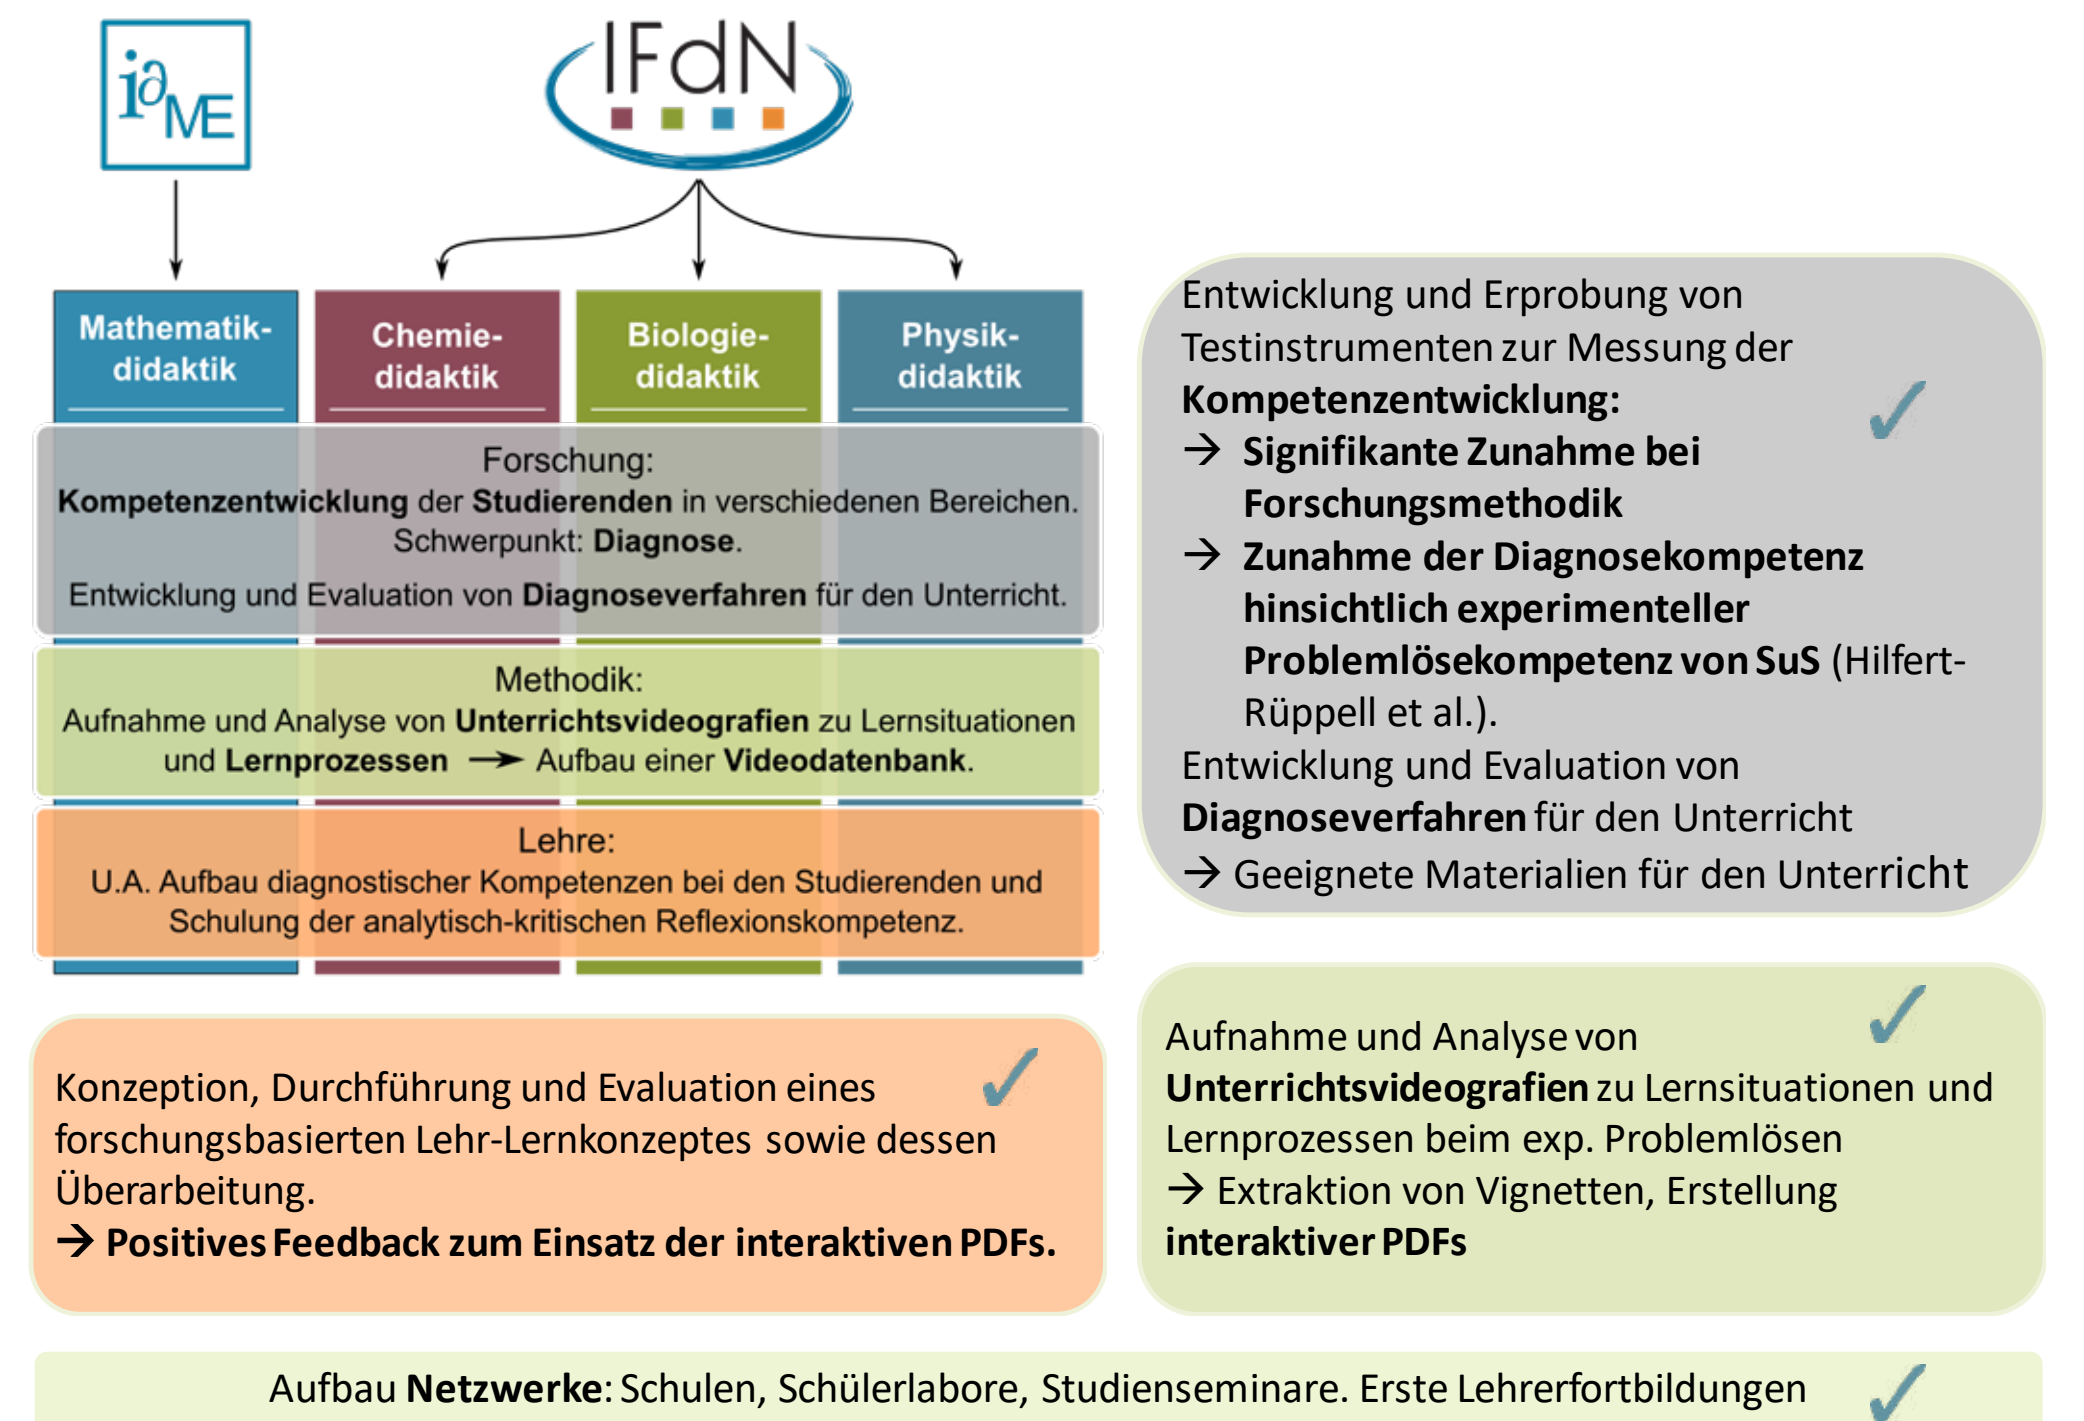 i∂ME
IFdN
Mathematik-
didaktik
Chemie-
didaktik
Biologie-
didaktik
Physik-
didaktik
Forschung:
Kompetenzentwicklung der Studierenden in verschiedenen Bereichen.
Schwerpunkt: Diagnose.
Entwicklung und Evaluation von Diagnoseverfahren für den Unterricht.
Methodik:
Aufnahme und Analyse von Unterrichtsvideografien zu Lernsituationen
und Lernprozessen → Aufbau einer Videodatenbank.
Lehre:
U.A. Aufbau diagnostischer Kompetenzen bei den Studierenden und
Schulung der analytisch-kritischen Reflexionskompetenz.
Entwicklung und Erprobung von
Testinstrumenten zur Messung der
Kompetenzentwicklung:
→ Signifikante Zunahme bei
Forschungsmethodik
→ Zunahme der Diagnosekompetenz
hinsichtlich experimenteller
Problemlösekompetenz von SuS (Hilfert-
Rüppell et al.).
Entwicklung und Evaluation von
Diagnoseverfahren für den Unterricht
→ Geeignete Materialien für den Unterricht
Konzeption, Durchführung und Evaluation eines
forschungsbasierten Lehr-Lernkonzeptes sowie dessen
Überarbeitung.
→ Positives Feedback zum Einsatz der interaktiven PDFs.
Aufnahme und Analyse von
Unterrichtsvideografien zu Lernsituationen und
Lernprozessen beim exp. Problemlösen
→ Extraktion von Vignetten, Erstellung
interaktiver PDFs
Aufbau Netzwerke: Schulen, Schülerlabore, Studienseminare. Erste Lehrerfortbildungen